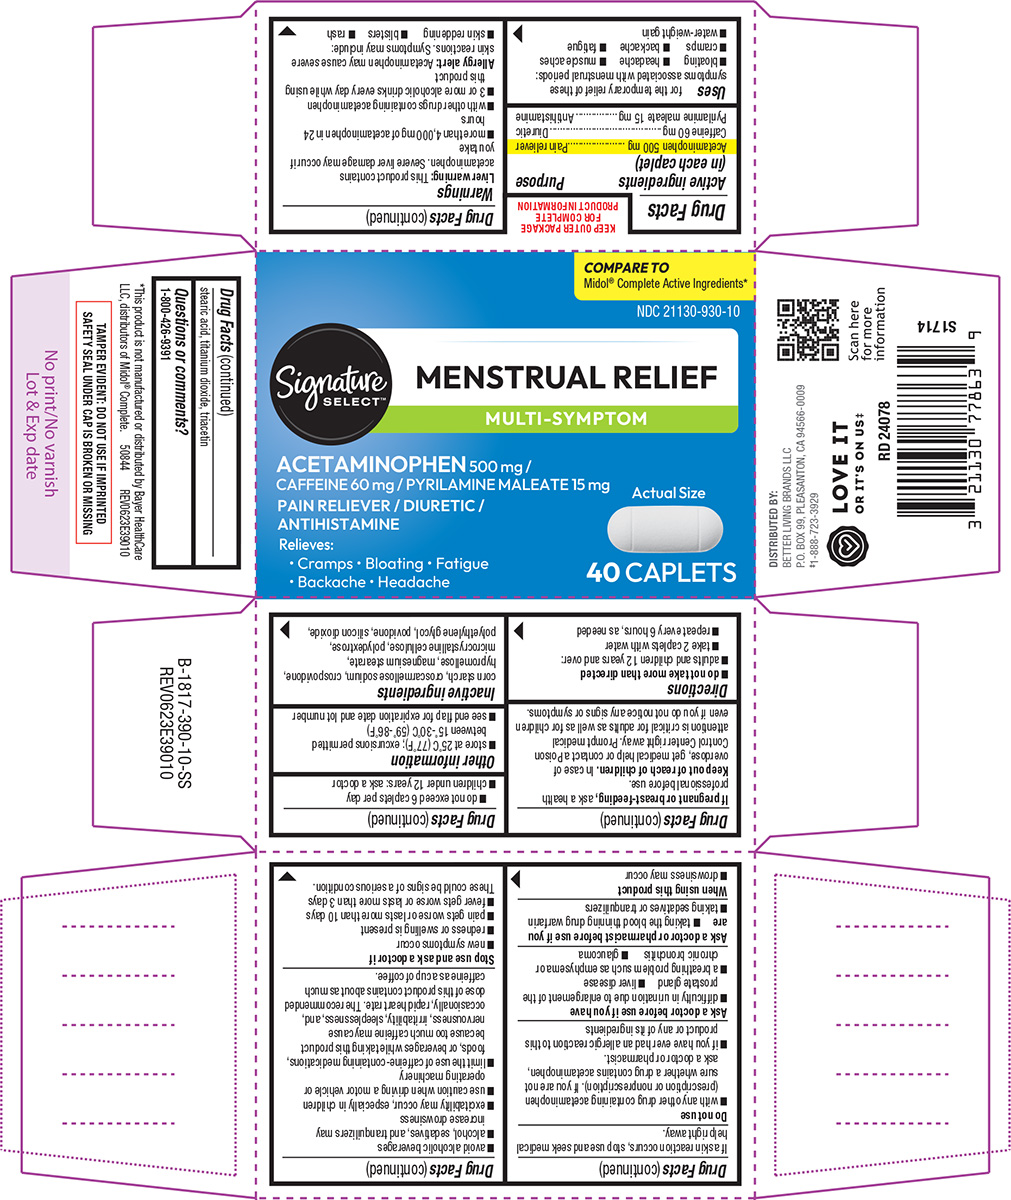 Drug Facts
KEEP OUTER PACKAGE
FOR COMPLETE
PRODUCT INFORMATION
Active ingredients
(in each caplet)
Purpose
Acetaminophen 500 mg......................Pain reliever
Caffeine 60 mg..........................................Diuretic
Pyrilamine maleate 15 mg................Antihistamine
Uses for the temporary relief of these
symptoms associated with menstrual periods:
■ bloating ■ headache ■ muscle aches
■ cramps ■ backache ■ fatigue
■ water-weight gain
Drug Facts (continued)
Warnings
Liver warning: This product contains
acetaminophen. Severe liver damage may occur if
you take
■ more than 4,000 mg of acetaminophen in 24
hours
■ with other drugs containing acetaminophen
■ 3 or more alcoholic drinks every day while using
this product
Allergy alert: Acetaminophen may cause severe
skin reactions. Symptoms may include:
■ skin reddening ■ blisters ■ rash
COMPARE TO
Midol® Complete Active Ingredients*
NDC 21130-930-10
Signature
SELECT™
MENSTRUAL RELIEF
MULTI-SYMPTOM
ACETAMINOPHEN 500 mg /
CAFFEINE 60 mg / PYRILAMINE MALEATE 15 mg
PAIN RELIEVER / DIURETIC /
ANTIHISTAMINE
Relieves:
• Cramps • Bloating • Fatigue
• Backache • Headache
Actual Size
40 CAPLETS
Drug Facts (continued)
stearic acid, titanium dioxide, triacetin
Questions or comments?
1-800-426-9391
*This product is not manufactured or distributed by Bayer HealthCare
LLC, distributors of Midol® Complete. 50844 REV0623E39010
TAMPER EVIDENT: DO NOT USE IF IMPRINTED
SAFETY SEAL UNDER CAP IS BROKEN OR MISSING
No print/No varnish
Lot & Exp date
Scan here
for more
information
S1714
3 21130 77863 9
RD 24078
LOVE IT
OR IT'S ON US‡
DISTRIBUTED BY:
BETTER LIVING BRANDS LLC
P.O. BOX 99, PLEASANTON, CA 94566-0009
‡1-888-723-3929
B-1817-390-10-SS
REV0623E39010
Drug Facts (continued)
If a skin reaction occurs, stop use and seek medical
help right away.
Do not use
■ with any other drug containing acetaminophen
(prescription or nonprescription). If you are not
sure whether a drug contains acetaminophen,
ask a doctor or pharmacist.
■ if you have ever had an allergic reaction to this
product or any of its ingredients
Ask a doctor before use if you have
■ difficulty in urination due to enlargement of the
prostate gland ■ liver disease
■ a breathing problem such as emphysema or
chronic bronchitis ■ glaucoma
Ask a doctor or pharmacist before use if you
are ■ taking the blood thinning drug warfarin
■ taking sedatives or tranquilizers
When using this product
■ drowsiness may occur
Drug Facts (continued)
■ avoid alcoholic beverages
■ alcohol, sedatives, and tranquilizers may
increase drowsiness
■ excitability may occur, especially in children
■ use caution when driving a motor vehicle or
operating machinery
■ limit the use of caffeine-containing medications,
foods, or beverages while taking this product
because too much caffeine may cause
nervousness, irritability, sleeplessness, and,
occasionally, rapid heart rate. The recommended
dose of this product contains about as much
caffeine as a cup of coffee.
Stop use and ask a doctor if
■ new symptoms occur
■ redness or swelling is present
■ pain gets worse or lasts more than 10 days
■ fever gets worse or lasts more than 3 days
These could be signs of a serious condition.
Drug Facts (continued)
If pregnant or breast-feeding, ask a health
professional before use.
Keep out of reach of children. In case of
overdose, get medical help or contact a Poison
Control Center right away. Prompt medical
attention is critical for adults as well as for children
even if you do not notice any signs or symptoms.
Directions
■ do not take more than directed
■ adults and children 12 years and over:
■ take 2 caplets with water
■ repeat every 6 hours, as needed
Drug Facts (continued)
■ do not exceed 6 caplets per day
■ children under 12 years: ask a doctor
Other information
■ store at 25°C (77°F); excursions permitted
between 15°-30°C (59°-86°F)
■ see end flap for expiration date and lot number
Inactive ingredients
corn starch, croscarmellose sodium, crospovidone,
hypromellose, magnesium stearate,
microcrystalline cellulose, polydextrose,
polyethylene glycol, povidone, silicon dioxide,